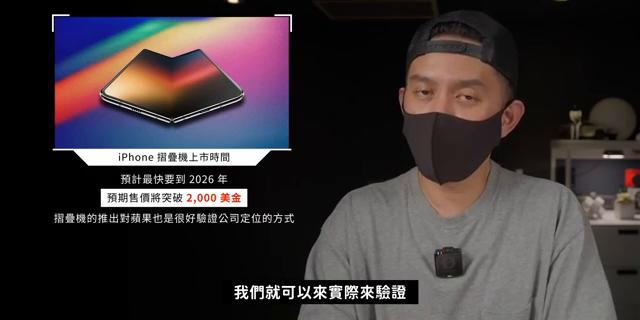 iPhone 摺疊機上市時間
預計最快要到 2026 年
預期售價將突破 2,000 美金
摺疊機的推出對蘋果也是很好驗證公司定位的方式
我們就可以來實際來驗證